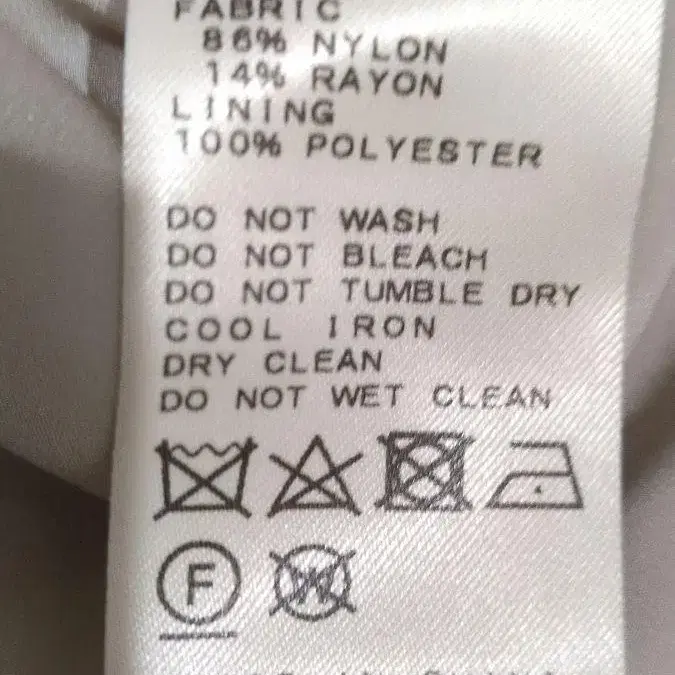 FABRIC
86% NYLON
14% RAYON
LINING
100% POLYESTER
DO NOT WASH
DO NOT BLEACH
DO NOT TUMBLE DRY
COOL IRON
DRY CLEAN
DO NOT WET CLEAN
F W